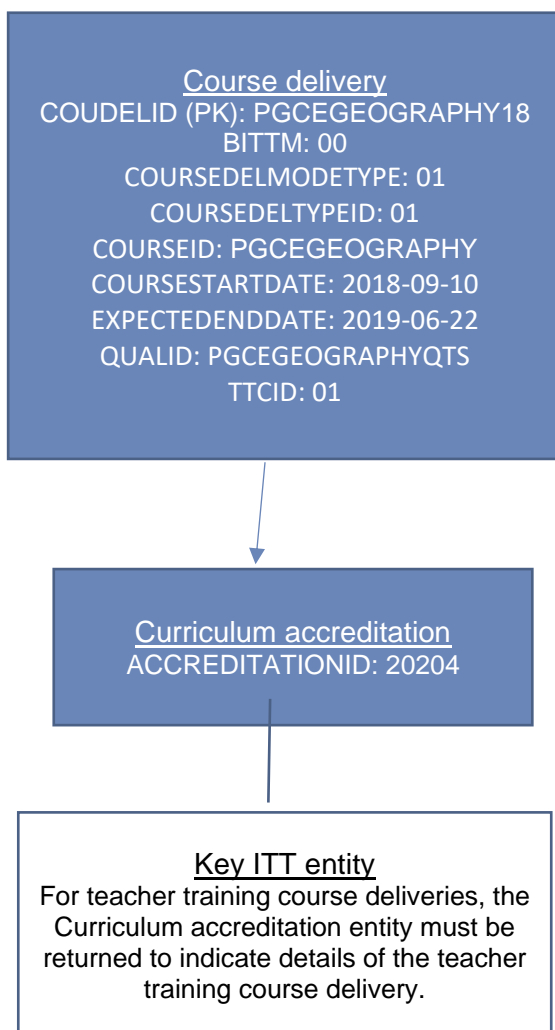 Course delivery
COUDELID (PK): PGCEGEOGRAPHY18
BITTM: 00
COURSEDELMODETYPE: 01
COURSEDELTYPEID: 01
COURSEID: PGCEGEOGRAPHY
COURSESTARTDATE: 2018-09-10
EXPECTEDENDDATE: 2019-06-22
QUALID: PGCEGEOGRAPHYQTS
TTCID: 01
Curriculum accreditation
ACCREDITATIONID: 20204
Key ITT entity
For teacher training course deliveries, the
Curriculum accreditation entity must be
returned to indicate details of the teacher
training course delivery.